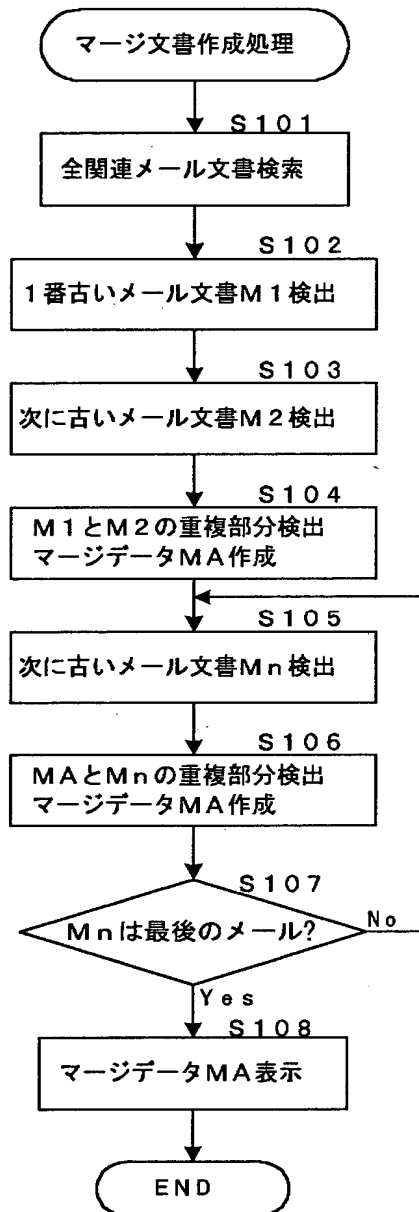 マージ文書作成処理
S101
全関連メール文書検索
S102
1番古いメール文書M1検出
S103
次に古いメール文書M2検出
S104
M1とM2の重複部分検出
マージデータMA作成
S105
次に古いメール文書Mn検出
S106
MAとMnの重複部分検出
マージデータMA作成
S107
Mnは最後のメール?
No
Yes
S108
マージデータMA表示
END